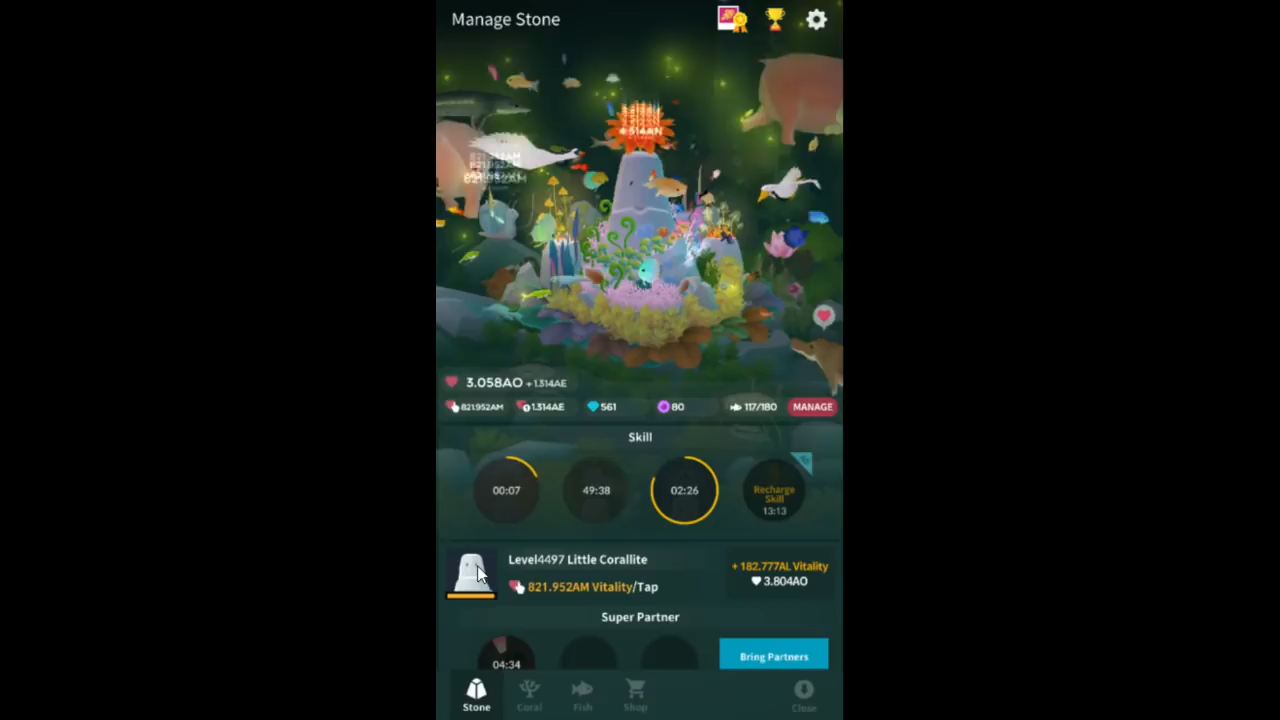 Manage Stone
821.952AM
3.058AO +1.314AE
821.952AM
1.314AE
561
80
117/180
MANAGE
Skill
00:07
49:38
02:26
Recharge
Skill
13:13
Level4497 Little Corallite
821.952AM Vitality/Tap
+ 182.777AL Vitality
3.804AO
Super Partner
04:34
Bring Partners
Stone
Coral
Fish
Shop
Close